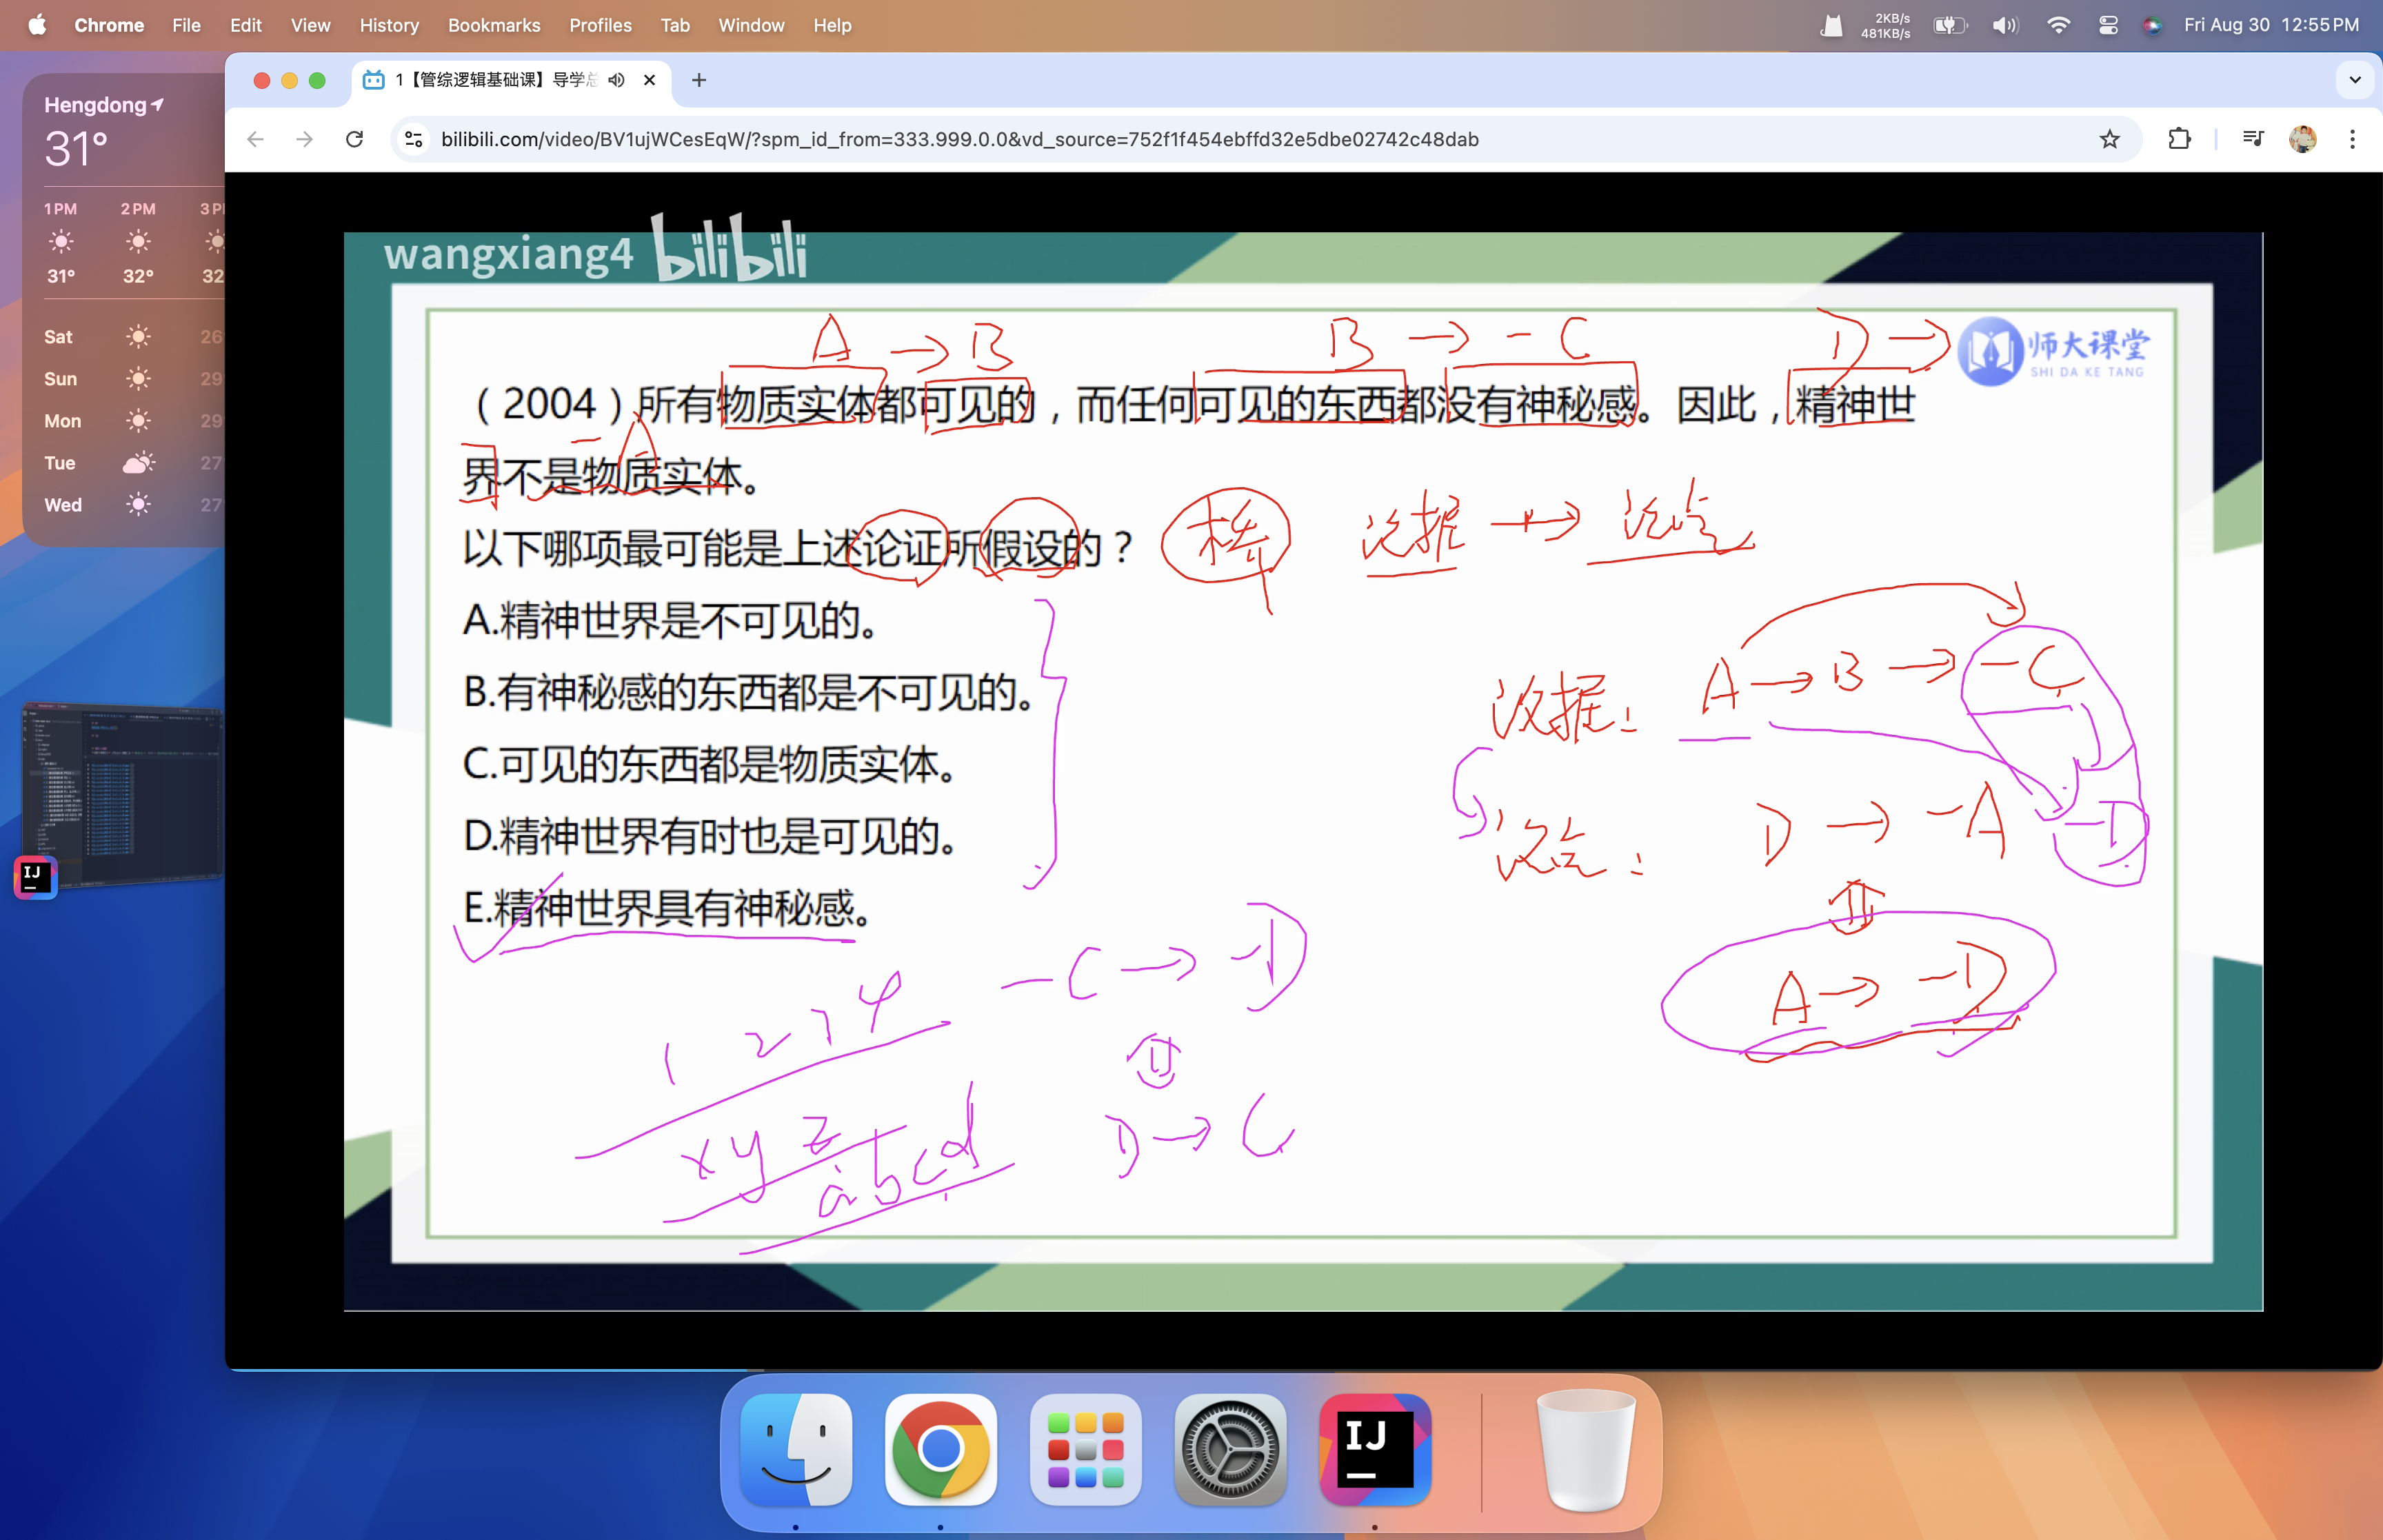 Chrome File Edit View History Bookmarks Profiles Tab Window Help
2KB/s
481KB/s
Fri Aug 30 12:55 PM
Hengdong
31°
1 PM 2 PM
31° 32°
Sat
Sun
Mon
Tue
Wed
1【管综逻辑基础课】导学总
bilibili.com/video/BV1ujWCesEqW/?spm_id_from=333.999.0.0&vd_source=752f1f454ebffd32e5dbe02742c48dab
wangxiang4 bilibili
师大课堂
SHI DA KE TANG
A → B B → - C D →
（2004）所有物质实体都可见的，而任何可见的东西都没有神秘感。因此，精神世
- A
界不是物质实体。
以下哪项最可能是上述论证所假设的？
论据 → 论点
A.精神世界是不可见的。
B.有神秘感的东西都是不可见的。
C.可见的东西都是物质实体。
D.精神世界有时也是可见的。
E.精神世界具有神秘感。
论据： A → B → - C
论点： D → - A
- D
A → - D
- C → - D
D → C
1 2 3 4
x y z
a b c d
IJ
IJ